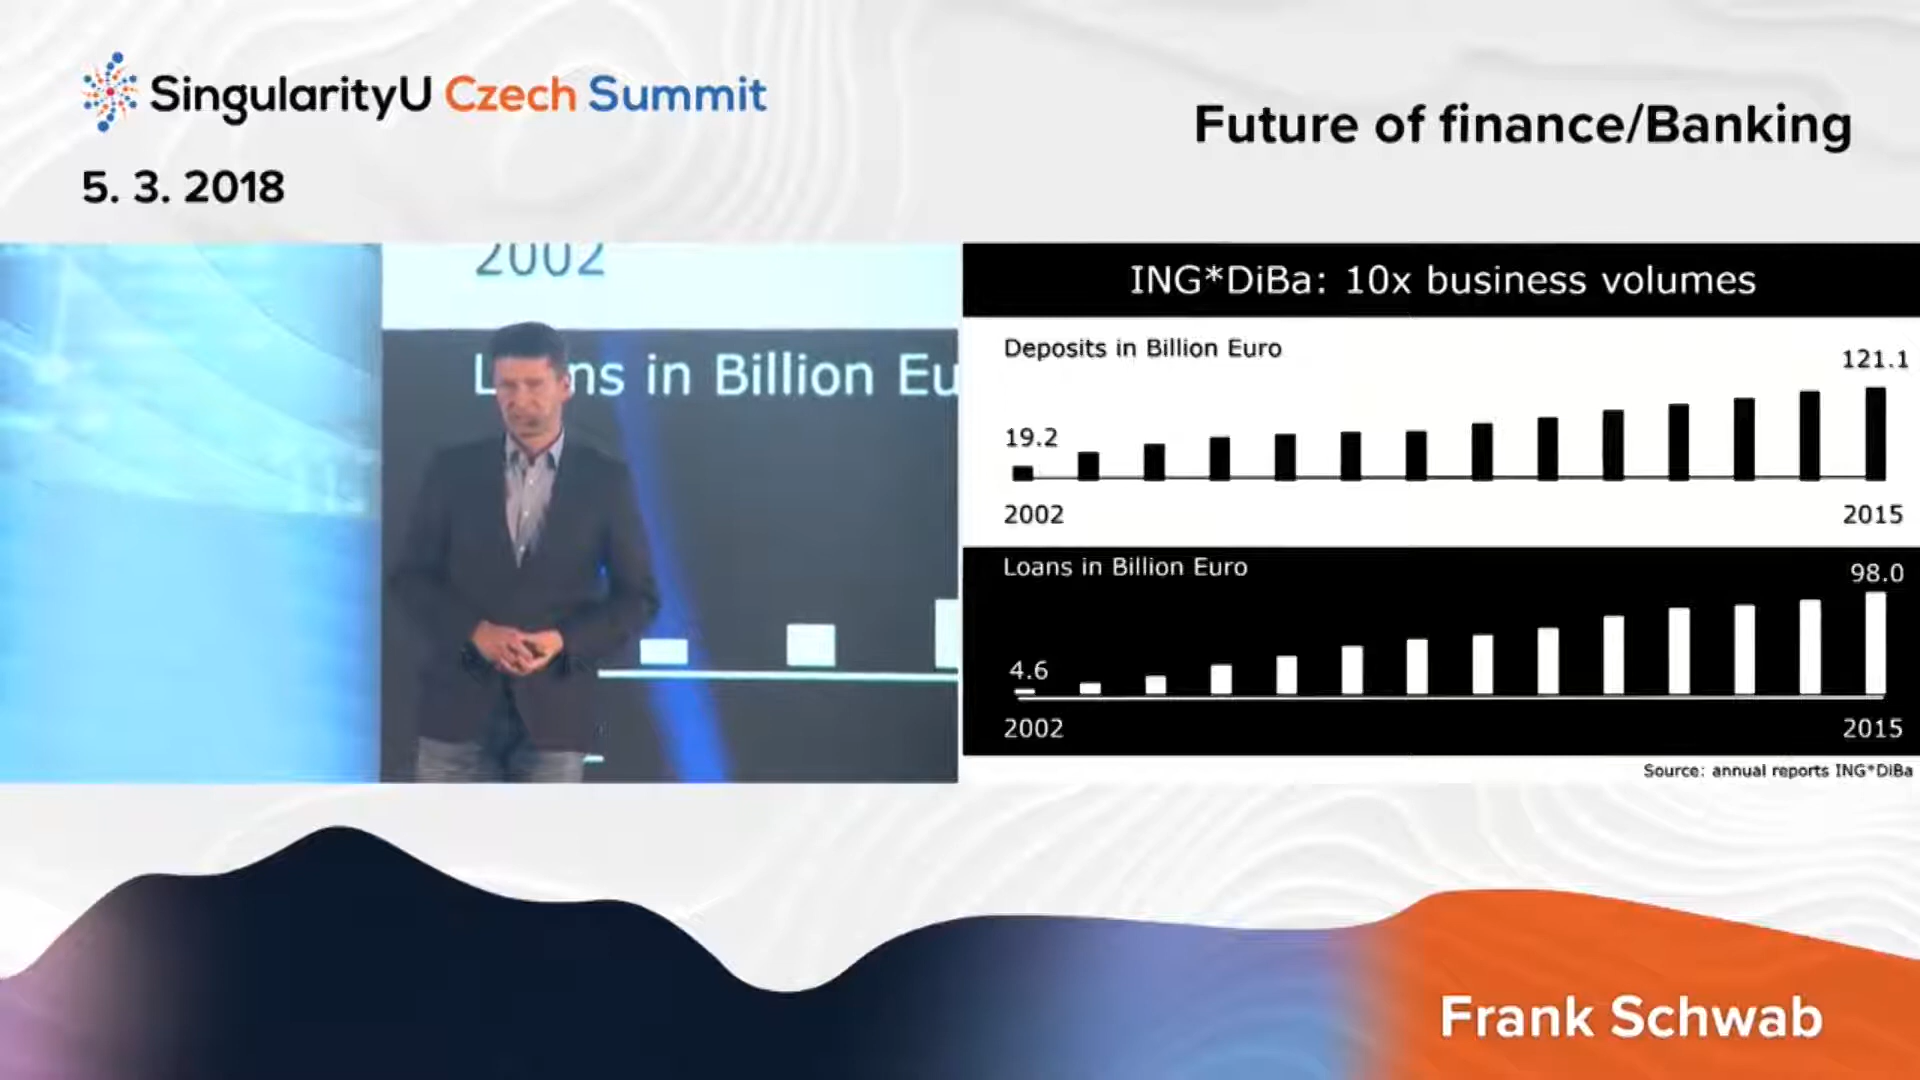 SingularityU Czech Summit
5. 3. 2018
Future of finance/Banking
2002
Loans in Billion Eu
ING*DiBa: 10x business volumes
Deposits in Billion Euro
121.1
19.2
2002
2015
Loans in Billion Euro
98.0
4.6
2002
2015
Source: annual reports ING*DiBa
Frank Schwab